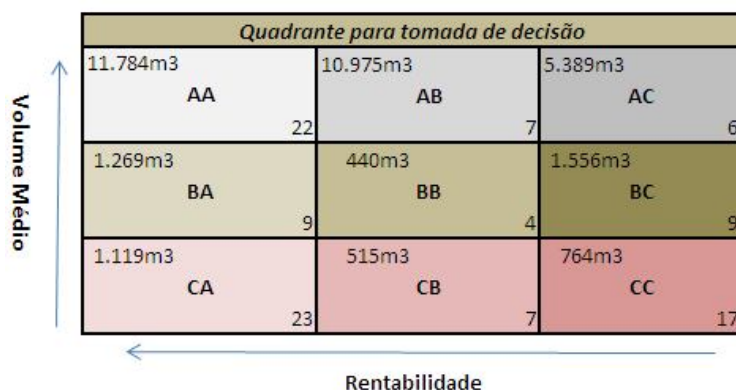 Quadrante para tomada de decisão
11.784m3 10.975m3 5.389m3
AA AB AC
22 7 6
1.269m3 440m3 1.556m3
BA BB BC
9 4 9
1.119m3 515m3 764m3
CA CB CC
23 7 17
Volume Médio
Rentabilidade